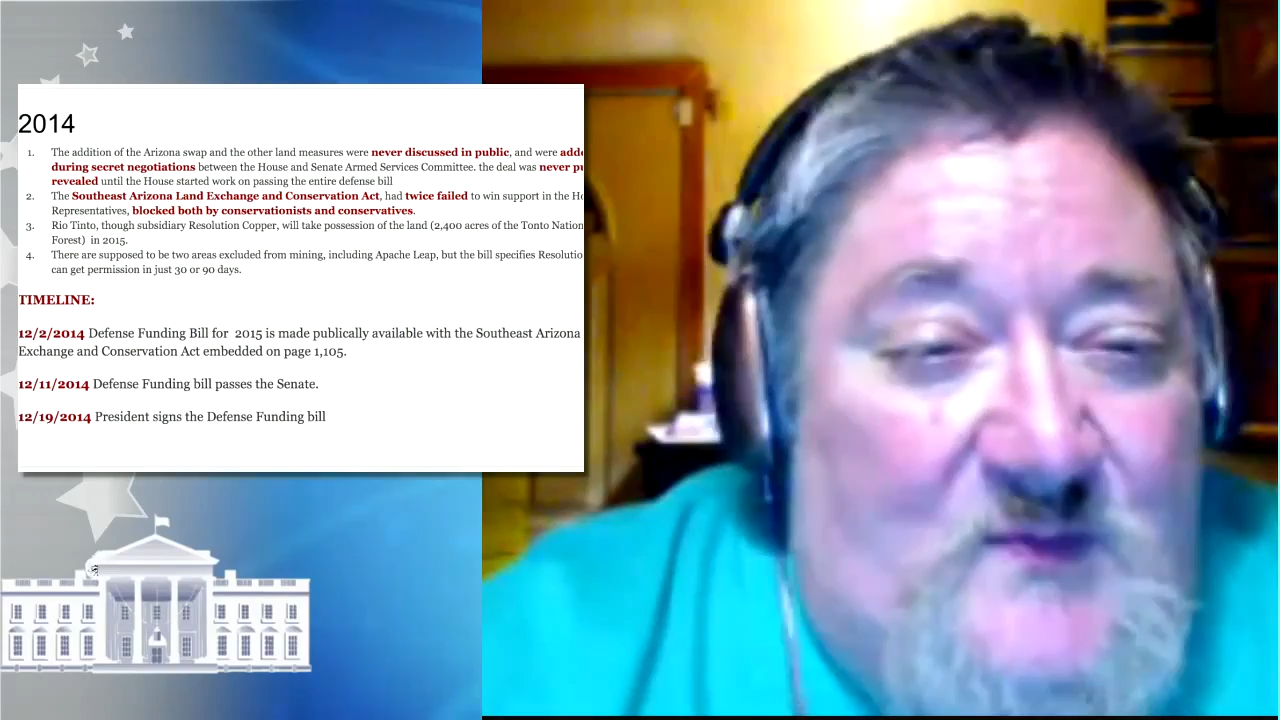 2014
1. The addition of the Arizona swap and the other land measures were never discussed in public, and were
during secret negotiations between the House and Senate Armed Services Committee. the deal was never
revealed until the House started work on passing the entire defense bill
2. The Southeast Arizona Land Exchange and Conservation Act, had twice failed to win support in the
Representatives, blocked both by conservationists and conservatives.
3. Rio Tinto, though subsidiary Resolution Copper, will take possession of the land (2,400 acres of the Tonto
Forest) in 2015.
4. There are supposed to be two areas excluded from mining, including Apache Leap, but the bill specifies
can get permission in just 30 or 90 days.
TIMELINE:
12/2/2014 Defense Funding Bill for 2015 is made publically available with the Southeast Arizona
Exchange and Conservation Act embedded on page 1,105.
12/11/2014 Defense Funding bill passes the Senate.
12/19/2014 President signs the Defense Funding bill